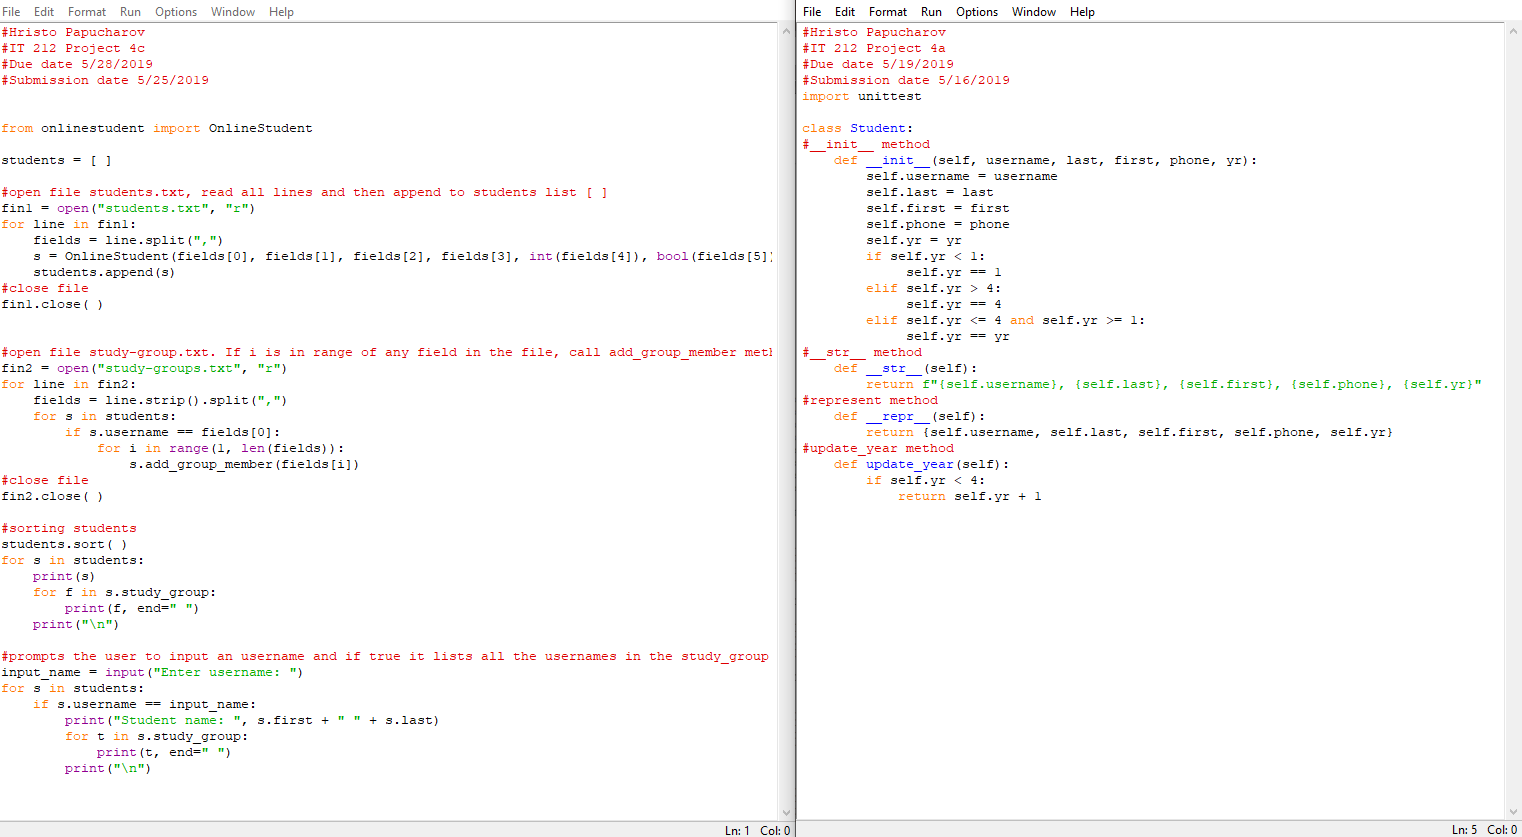 File Edit Format Run Options Window Help
#Hristo Papucharov
#IT 212 Project 4c
#Due date 5/28/2019
#Submission date 5/25/2019
from onlinestudent import OnlineStudent
students = [ ]
#open file students.txt, read all lines and then append to students list [ ]
fin1 = open("students.txt", "r")
for line in fin1:
    fields = line.split(",")
    s = OnlineStudent(fields[0], fields[1], fields[2], fields[3], int(fields[4]), bool(fields[5])
    students.append(s)
#close file
fin1.close( )
#open file study-group.txt. If i is in range of any field in the file, call add_group_member
fin2 = open("study-groups.txt", "r")
for line in fin2:
    fields = line.strip().split(",")
    for s in students:
        if s.username == fields[0]:
            for i in range(1, len(fields)):
                s.add_group_member(fields[i])
#close file
fin2.close( )
#sorting students
students.sort( )
for s in students:
    print(s)
    for f in s.study_group:
        print(f, end=" ")
    print("\n")
#prompts the user to input an username and if true it lists all the usernames in the study_group
input_name = input("Enter username: ")
for s in students:
    if s.username == input_name:
        print("Student name: ", s.first + " " + s.last)
        for t in s.study_group:
            print(t, end=" ")
        print("\n")
Ln: 1 Col: 0
File Edit Format Run Options Window Help
#Hristo Papucharov
#IT 212 Project 4a
#Due date 5/19/2019
#Submission date 5/16/2019
import unittest
class Student:
#__init__ method
    def __init__(self, username, last, first, phone, yr):
        self.username = username
        self.last = last
        self.first = first
        self.phone = phone
        self.yr = yr
        if self.yr < 1:
             self.yr == 1
        elif self.yr > 4:
             self.yr == 4
        elif self.yr <= 4 and self.yr >= 1:
             self.yr == yr
#__str__ method
    def __str__(self):
        return f"{self.username}, {self.last}, {self.first}, {self.phone}, {self.yr}"
#represent method
    def __repr__(self):
        return {self.username, self.last, self.first, self.phone, self.yr}
#update_year method
    def update_year(self):
        if self.yr < 4:
            return self.yr + 1
Ln: 5 Col: 0